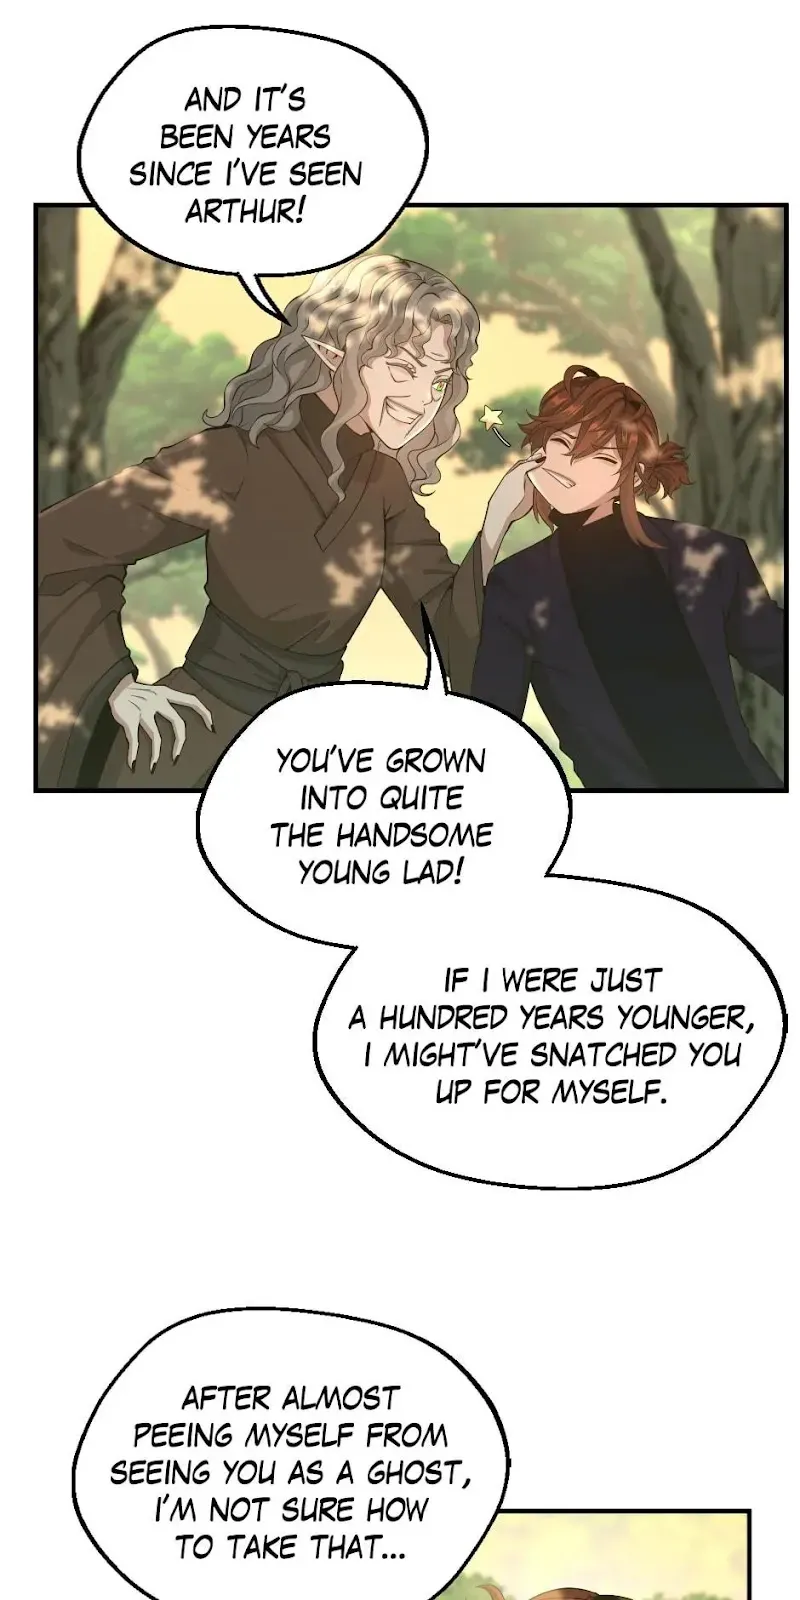 AND IT'S
BEEN YEARS
SINCE I'VE SEEN
ARTHUR!
YOU'VE GROWN
INTO QUITE
THE HANDSOME
YOUNG LAD!
IF I WERE JUST
A HUNDRED YEARS YOUNGER,
I MIGHT'VE SNATCHED YOU
UP FOR MYSELF.
AFTER ALMOST
PEEING MYSELF FROM
SEEING YOU AS A GHOST,
I'M NOT SURE HOW
TO TAKE THAT...